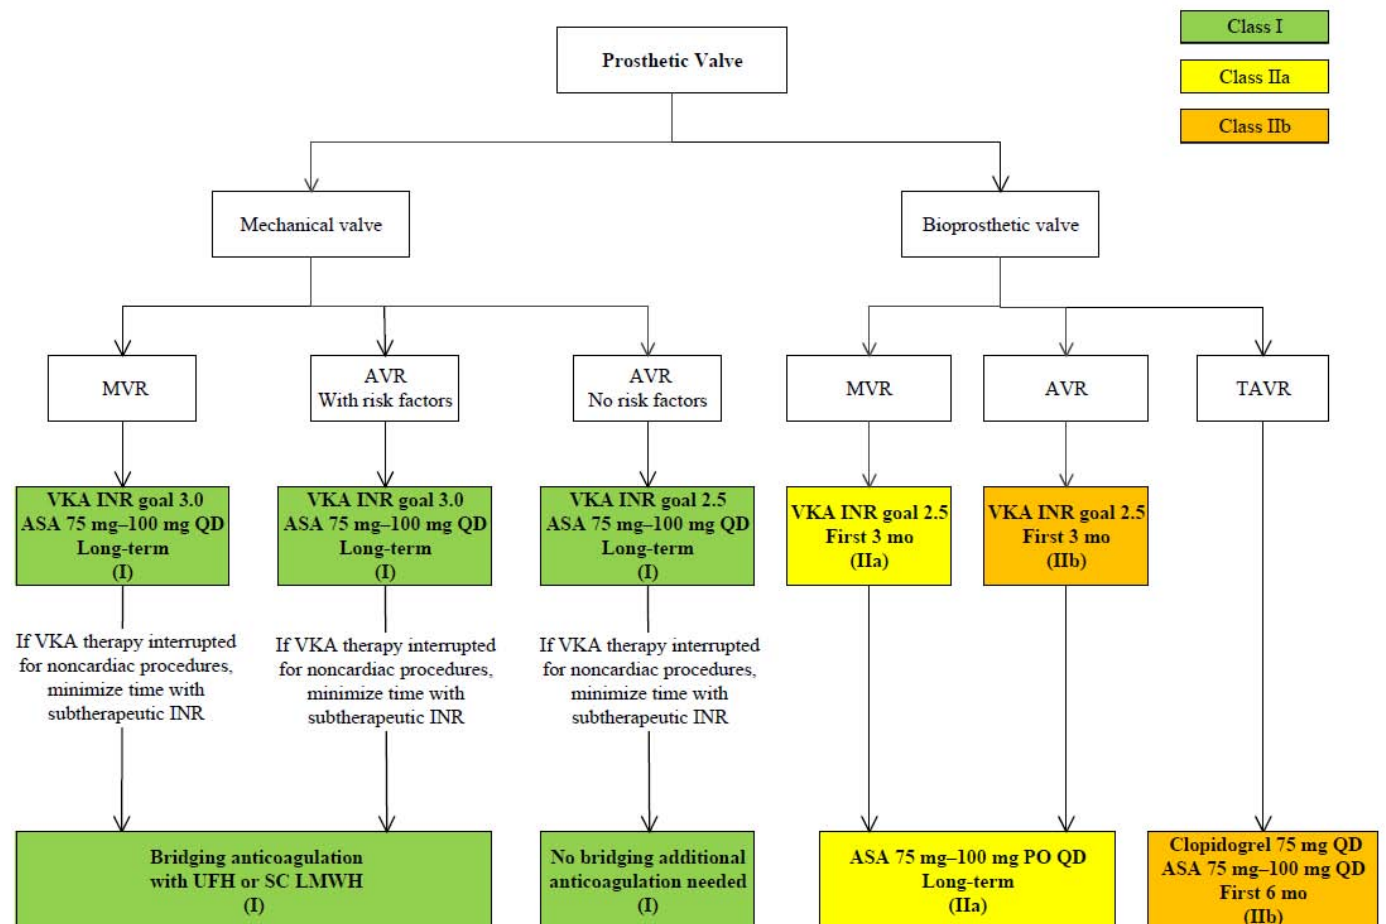 Class I
Class IIa
Class IIb
Prosthetic Valve
Mechanical valve
Bioprosthetic valve
MVR
AVR
With risk factors
AVR
No risk factors
MVR
AVR
TAVR
VKA INR goal 3.0
ASA 75 mg–100 mg QD
Long-term
(I)
VKA INR goal 3.0
ASA 75 mg–100 mg QD
Long-term
(I)
VKA INR goal 2.5
ASA 75 mg–100 mg QD
Long-term
(I)
VKA INR goal 2.5
First 3 mo
(IIa)
VKA INR goal 2.5
First 3 mo
(IIb)
If VKA therapy interrupted
for noncardiac procedures,
minimize time with
subtherapeutic INR
If VKA therapy interrupted
for noncardiac procedures,
minimize time with
subtherapeutic INR
If VKA therapy interrupted
for noncardiac procedures,
minimize time with
subtherapeutic INR
Bridging anticoagulation
with UFH or SC LMWH
(I)
No bridging additional
anticoagulation needed
(I)
ASA 75 mg–100 mg PO QD
Long-term
(IIa)
Clopidogrel 75 mg QD
ASA 75 mg–100 mg QD
First 6 mo
(IIb)